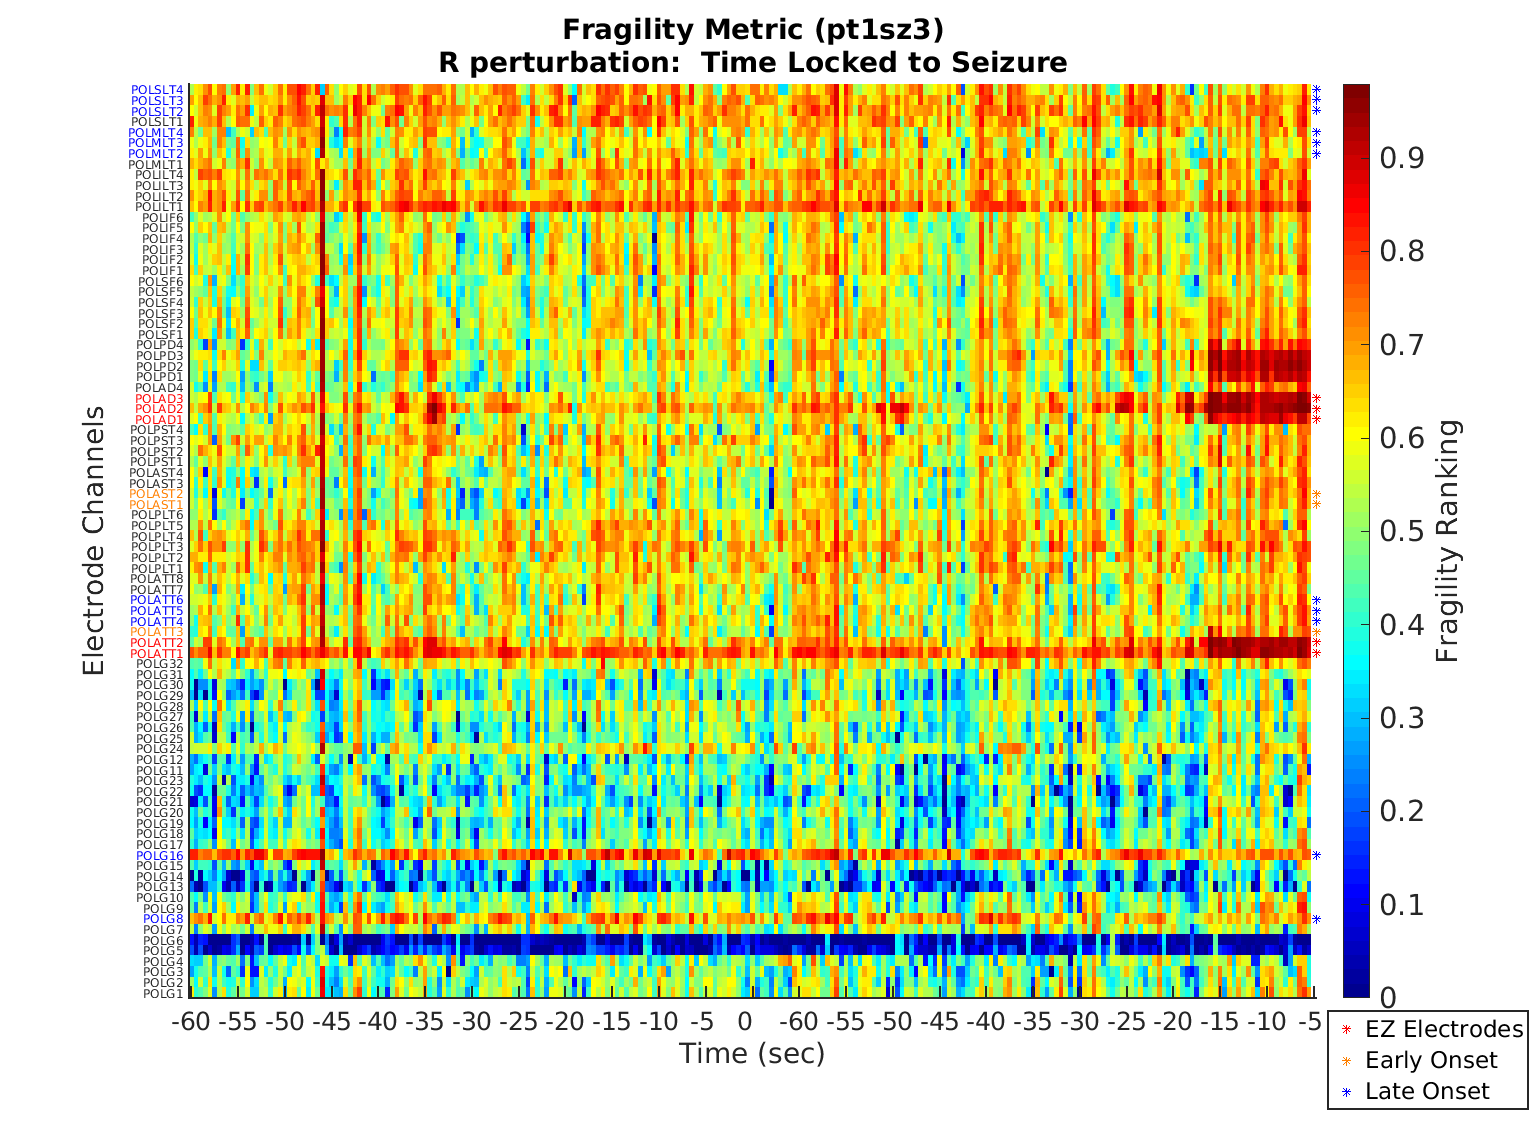 Fragility Metric (pt1sz3)
R perturbation:  Time Locked to Seizure
Electrode Channels
POLSLT4
POLSLT3
POLSLT2
POLSLT1
POLMLT4
POLMLT3
POLMLT2
POLMLT1
POLILT4
POLILT3
POLILT2
POLILT1
POLIF6
POLIF5
POLIF4
POLIF3
POLIF2
POLIF1
POLSF6
POLSF5
POLSF4
POLSF3
POLSF2
POLSF1
POLPD4
POLPD3
POLPD2
POLPD1
POLAD4
POLAD3
POLAD2
POLAD1
POLPST4
POLPST3
POLPST2
POLPST1
POLAST4
POLAST3
POLAST2
POLAST1
POLPLT6
POLPLT5
POLPLT4
POLPLT3
POLPLT2
POLPLT1
POLATT8
POLATT7
POLATT6
POLATT5
POLATT4
POLATT3
POLATT2
POLATT1
POLG32
POLG31
POLG30
POLG29
POLG28
POLG27
POLG26
POLG25
POLG24
POLG12
POLG11
POLG23
POLG22
POLG21
POLG20
POLG19
POLG18
POLG17
POLG16
POLG15
POLG14
POLG13
POLG10
POLG9
POLG8
POLG7
POLG6
POLG5
POLG4
POLG3
POLG2
POLG1
-60 -55 -50 -45 -40 -35 -30 -25 -20 -15 -10 -5 0 -60 -55 -50 -45 -40 -35 -30 -25 -20 -15 -10 -5
Time (sec)
0.9
0.8
0.7
0.6
0.5
0.4
0.3
0.2
0.1
0
Fragility Ranking
EZ Electrodes
Early Onset
Late Onset